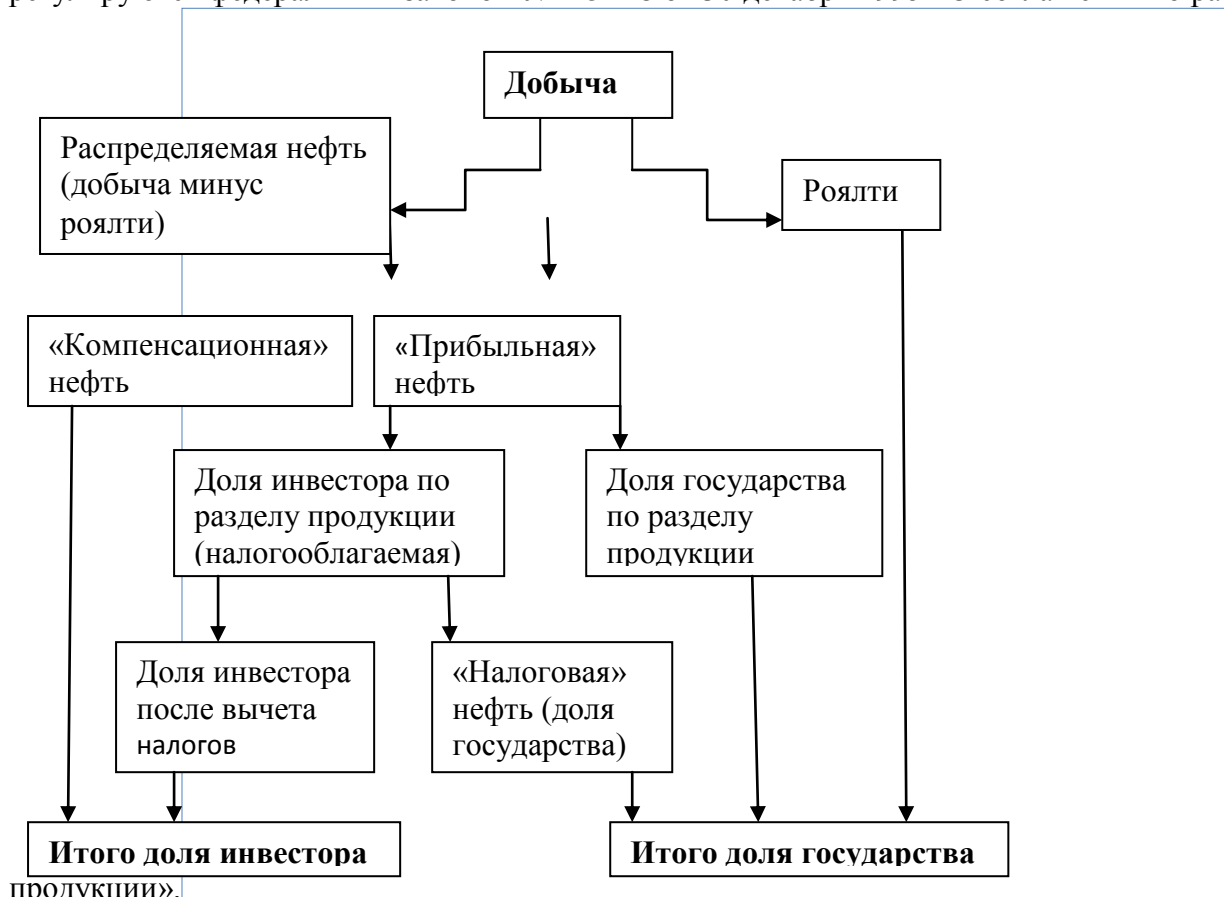 Добыча
Распределяемая нефть
(добыча минус
роялти)
Роялти
«Компенсационная»
нефть
«Прибыльная»
нефть
Доля инвестора по
разделу продукции
(налогооблагаемая)
Доля государства
по разделу
продукции
Доля инвестора
после вычета
налогов
«Налоговая»
нефть (доля
государства)
Итого доля инвестора
Итого доля государства
продукции».